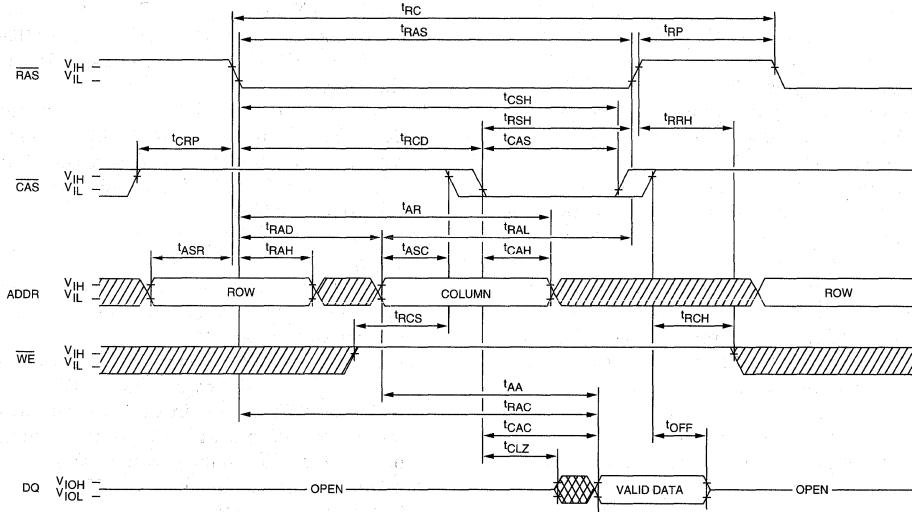 tRC
tRAS tRP
RAS VIH
VIL
tCSH
tRSH tRRH
tCRP tRCD tCAS
CAS VIH
VIL
tAR
tRAD tRAL
tASR tRAH tASC tCAH
ADDR VIH
VIL ROW COLUMN ROW
tRCS tRCH
WE VIH
VIL
tAA
tRAC
tCAC tOFF
tCLZ
DQ VIOH
VIOL OPEN VALID DATA OPEN